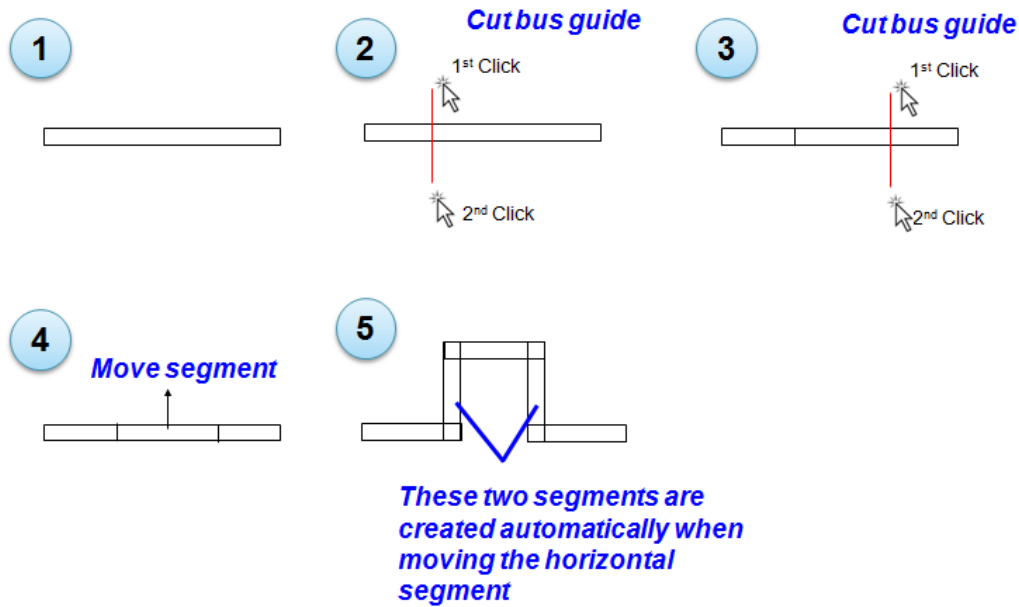 1
2
Cut bus guide
1st Click
2nd Click
3
Cut bus guide
1st Click
2nd Click
4
Move segment
5
These two segments are
created automatically when
moving the horizontal
segment